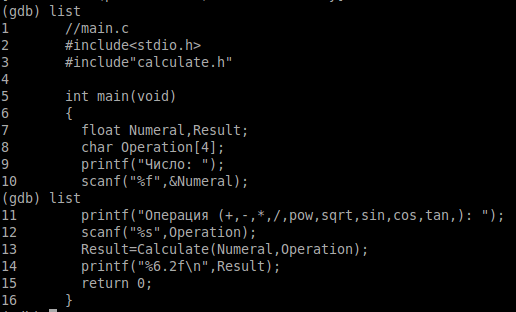 (gdb) list
1       //main.c
2       #include<stdio.h>
3       #include"calculate.h"
4
5       int main(void)
6       {
7         float Numeral,Result;
8         char Operation[4];
9         printf("Число: ");
10        scanf("%f",&Numeral);
(gdb) list
11        printf("Операция (+,-,*,/,pow,sqrt,sin,cos,tan,): ");
12        scanf("%s",Operation);
13        Result=Calculate(Numeral,Operation);
14        printf("%6.2f\n",Result);
15        return 0;
16      }